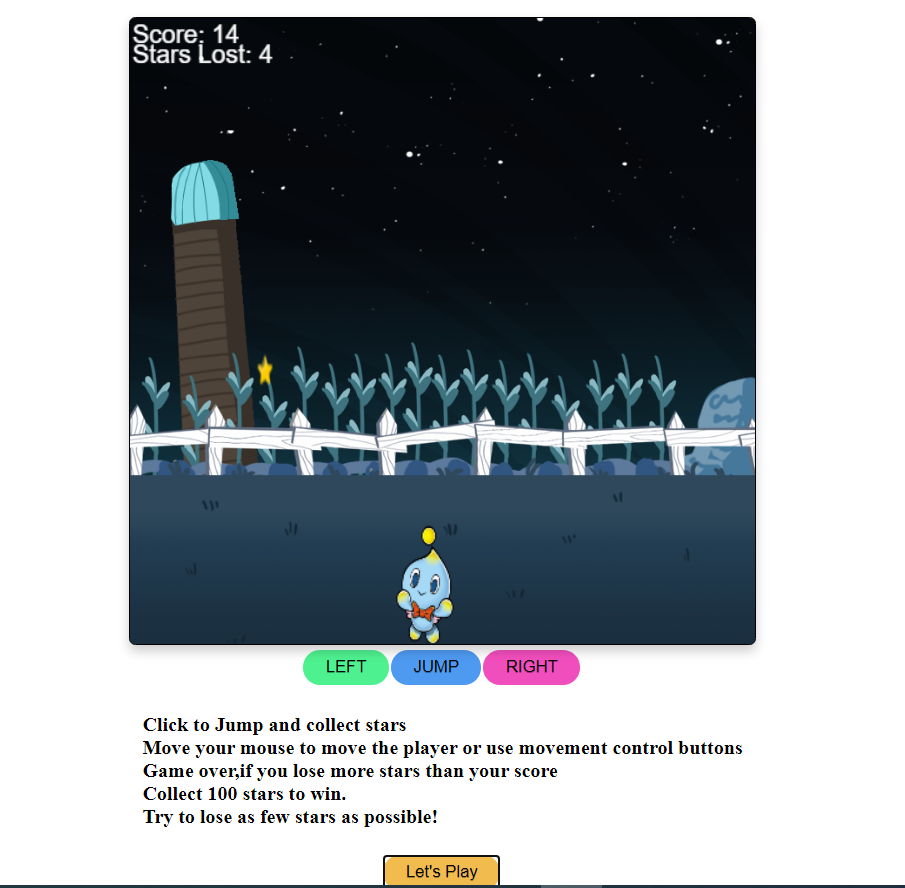 Score: 14
Stars Lost: 4
LEFT JUMP RIGHT
Click to Jump and collect stars
Move your mouse to move the player or use movement control buttons
Game over,if you lose more stars than your score
Collect 100 stars to win.
Try to lose as few stars as possible!
Let's Play